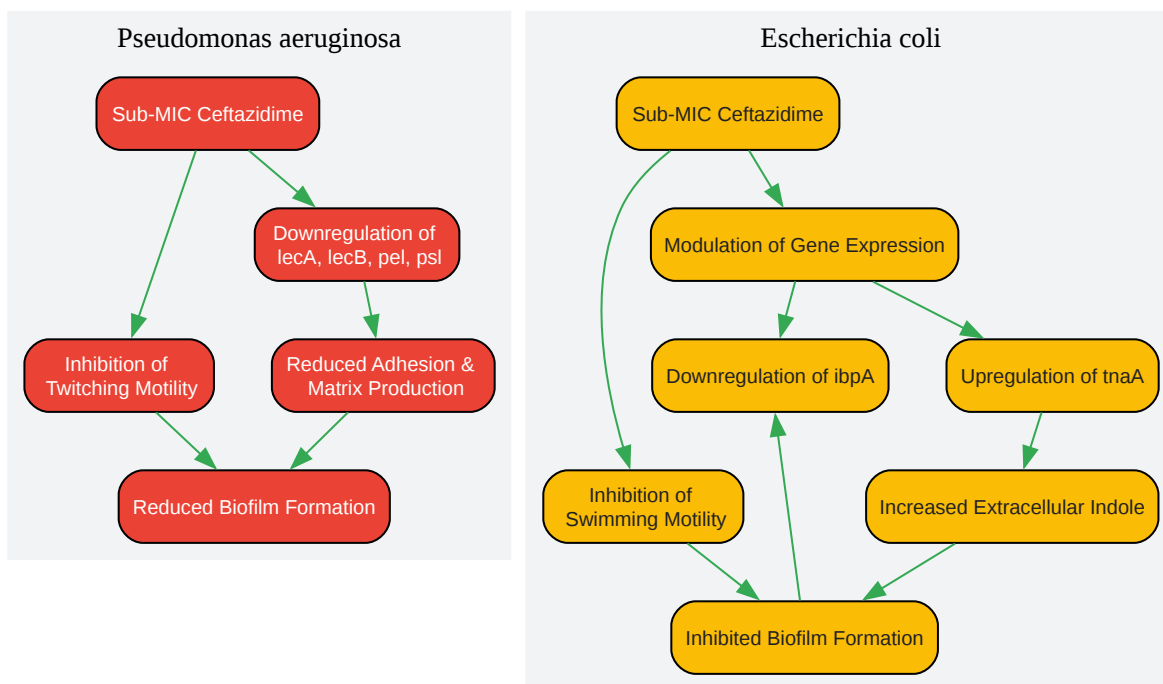 Pseudomonas aeruginosa
Sub-MIC Ceftazidime
Downregulation of
lecA, lecB, pel, psl
Inhibition of
Twitching Motility
Reduced Adhesion &
Matrix Production
Reduced Biofilm Formation
Escherichia coli
Sub-MIC Ceftazidime
Modulation of Gene Expression
Downregulation of ibpA
Upregulation of tnaA
Inhibition of
Swimming Motility
Increased Extracellular Indole
Inhibited Biofilm Formation